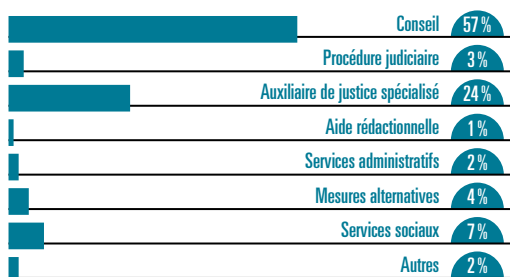 Conseil 57 %
Procédure judiciaire 3 %
Auxiliaire de justice spécialisé 24 %
Aide rédactionnelle 1 %
Services administratifs 2 %
Mesures alternatives 4 %
Services sociaux 7 %
Autres 2 %